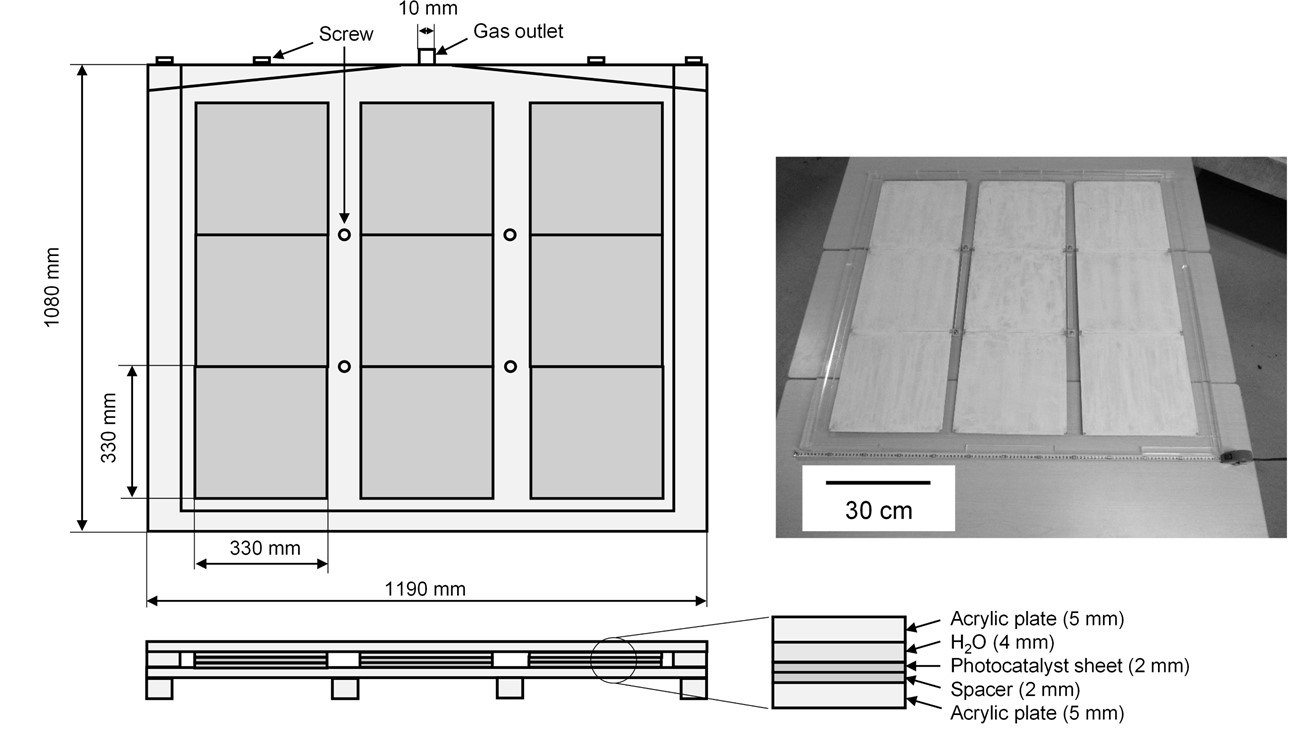 10 mm
Screw
Gas outlet
1080 mm
330 mm
330 mm
1190 mm
30 cm
Acrylic plate (5 mm)
H₂O (4 mm)
Photocatalyst sheet (2 mm)
Spacer (2 mm)
Acrylic plate (5 mm)